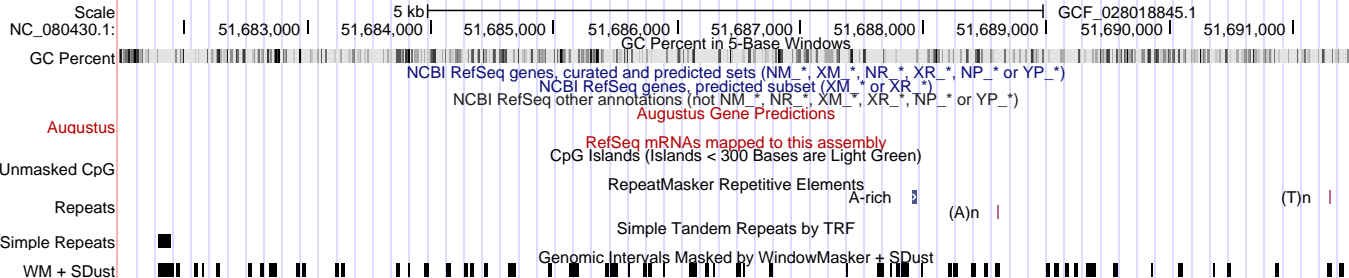 Scale 5 kb GCF_028018845.1
NC_080430.1: 51,683,000 51,684,000 51,685,000 51,686,000 51,687,000 51,688,000 51,689,000 51,690,000 51,691,000
GC Percent in 5-Base Windows
GC Percent
NCBI RefSeq genes, curated and predicted sets (NM_*, XM_*, NR_*, XR_*, NP_* or YP_*)
NCBI RefSeq genes, predicted subset (XM_* or XR_*)
NCBI RefSeq other annotations (not NM_*, NR_*, XM_*, XR_*, NP_* or YP_*)
Augustus Gene Predictions
Augustus
RefSeq mRNAs mapped to this assembly
CpG Islands (Islands < 300 Bases are Light Green)
Unmasked CpG
RepeatMasker Repetitive Elements
A-rich (T)n
Repeats (A)n
Simple Tandem Repeats by TRF
Simple Repeats
Genomic Intervals Masked by WindowMasker + SDust
WM + SDust